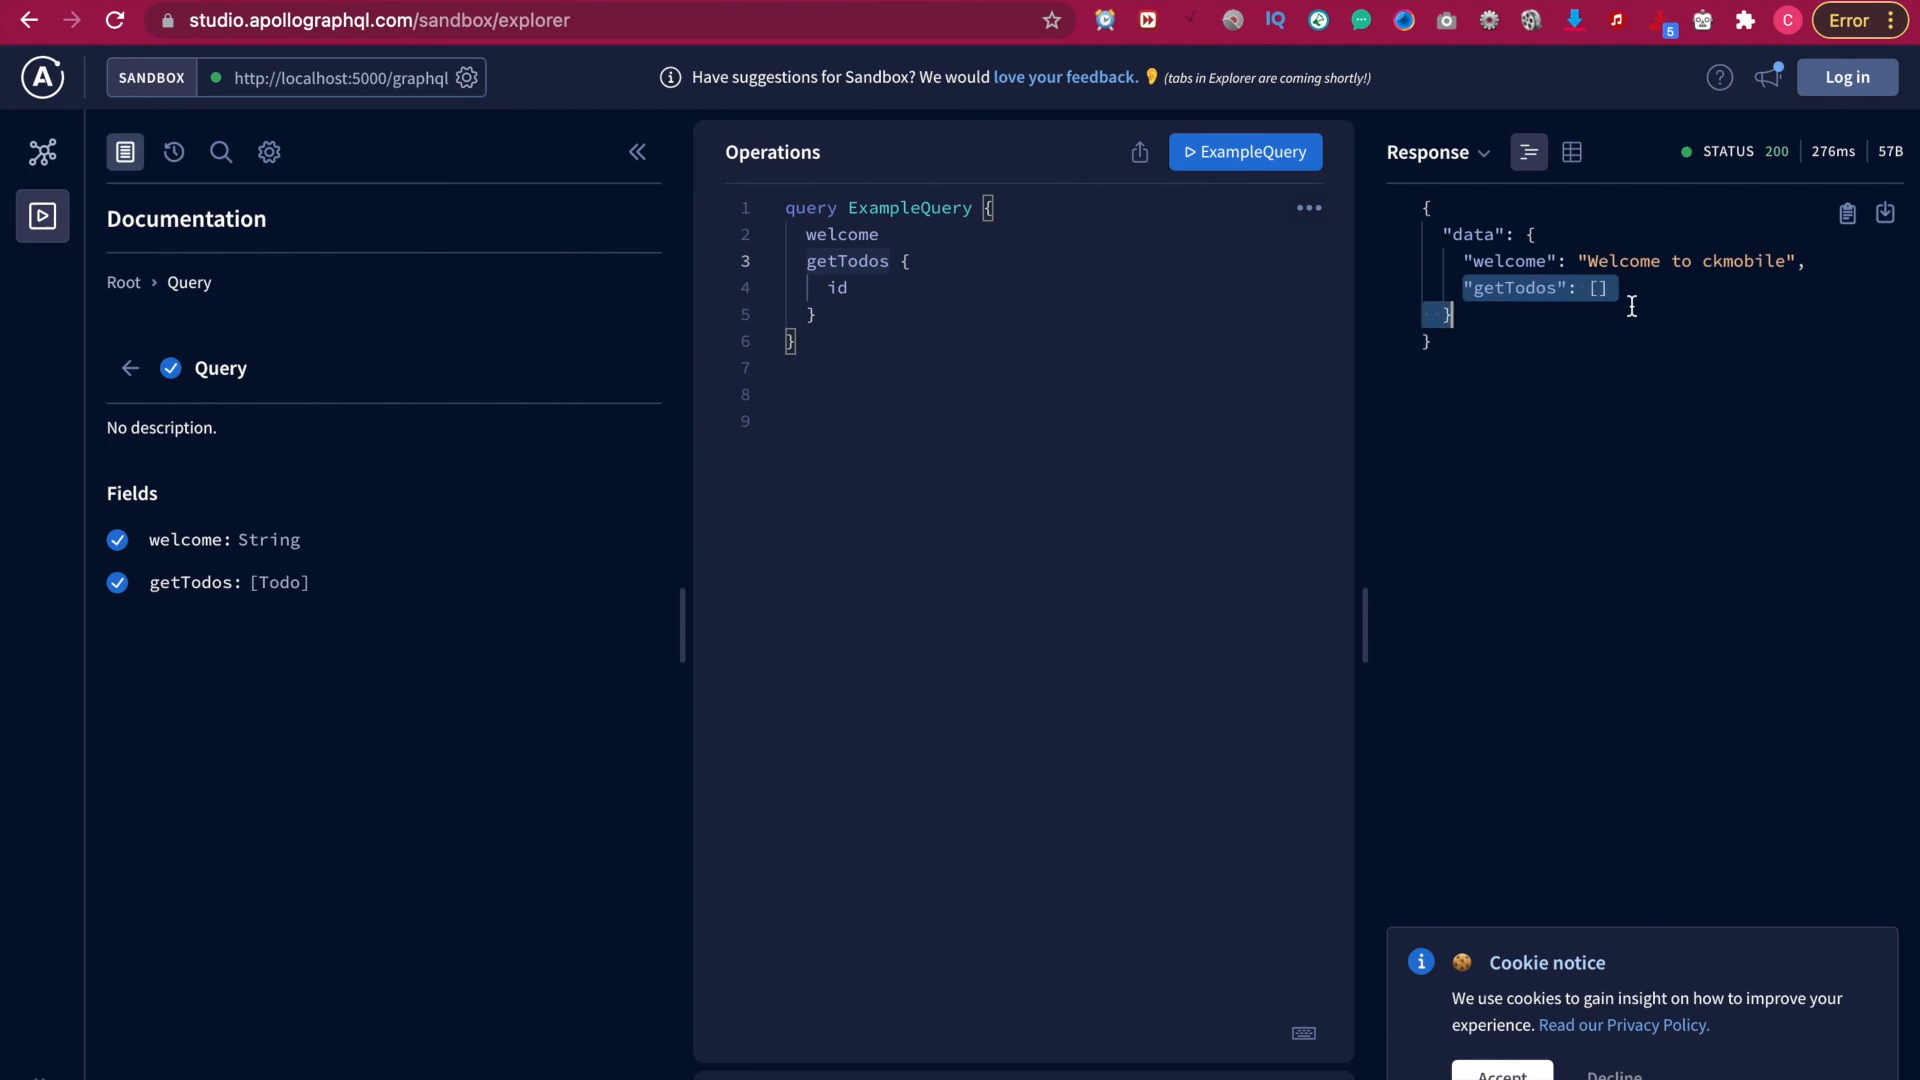 studio.apollographql.com/sandbox/explorer
IQ
5
C
Error
A
SANDBOX
http://localhost:5000/graphql
Have suggestions for Sandbox? We would love your feedback. 💡 (tabs in Explorer are coming shortly!)
?
Log in
Documentation
Root › Query
Query
No description.
Fields
welcome: String
getTodos: [Todo]
Operations
ExampleQuery
1 query ExampleQuery {
2 welcome
3 getTodos {
4 id
5 }
6 }
7
8
9
Response
STATUS 200
276ms
57B
{
"data": {
"welcome": "Welcome to ckmobile",
"getTodos": []
}
}
Cookie notice
We use cookies to gain insight on how to improve your
experience. Read our Privacy Policy.
Accept
Decline